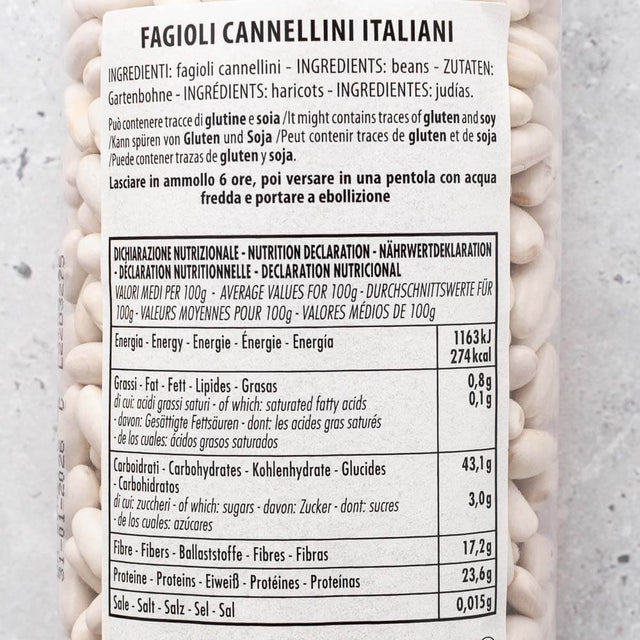 FAGIOLI CANNELLINI ITALIANI
INGREDIENTI: fagioli cannellini - INGREDIENTS: beans - ZUTATEN:
Gartenbohne - INGRÉDIENTS: haricots - INGREDIENTES: judías.
Può contenere tracce di glutine e soia /It might contains traces of gluten and soy
/Kann spüren von Gluten und Soja /Peut contenir traces de gluten et de soja
/Puede contener trazas de gluten y soja.
Lasciare in ammollo 6 ore, poi versare in una pentola con acqua
fredda e portare a ebollizione
DICHIARAZIONE NUTRIZIONALE - NUTRITION DECLARATION - NÄHRWERTDEKLARATION
- DÉCLARATION NUTRITIONNELLE - DECLARATION NUTRICIONAL
VALORI MEDI PER 100g - AVERAGE VALUES FOR 100g - DURCHSCHNITTSWERTE FÜR
100g - VALEURS MOYENNES POUR 100g - VALORES MÉDIOS DE 100g
Energia - Energy - Energie - Énergie - Energía
1163 kJ
274 kcal
Grassi - Fat - Fett - Lipides - Grasas
0,8g
di cui: acidi grassi saturi - of which: saturated fatty acids
0,1g
- davon: Gesättigte Fettsäuren - dont: les acides gras saturés
- de los cuales: ácidos grasos saturados
Carboidrati - Carbohydrates - Kohlenhydrate - Glucides
43,1g
- Carbohidratos
di cui: zuccheri - of which: sugars - davon: Zucker - dont: sucres
3,0g
- de los cuales: azúcares
Fibre - Fibers - Ballaststoffe - Fibres - Fibras
17,2g
Proteine - Proteins - Eiweiß - Protéines - Proteínas
23,6g
Sale - Salt - Salz - Sel - Sal
0,015g
31-01-2026